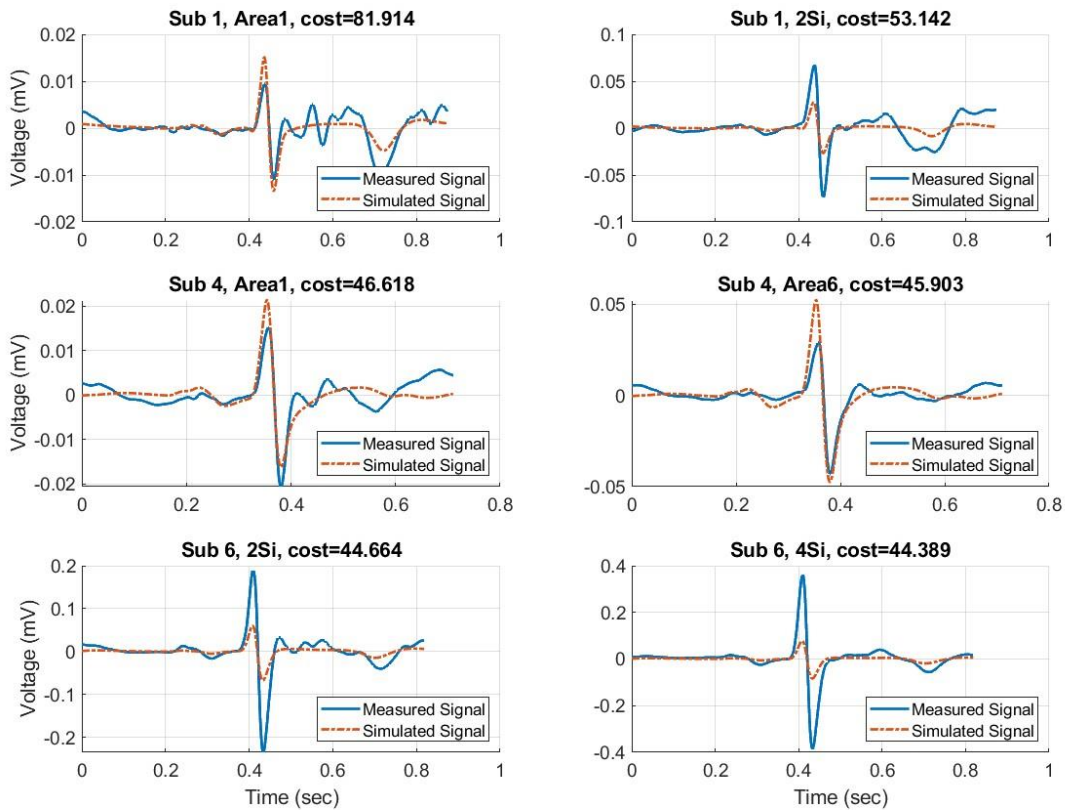 Sub 1, Area1, cost=81.914
0.02
0.01
0
-0.01
-0.02
Voltage (mV)
Measured Signal
Simulated Signal
0 0.2 0.4 0.6 0.8 1
Sub 1, 2Si, cost=53.142
0.1
0.05
0
-0.05
-0.1
Measured Signal
Simulated Signal
0 0.2 0.4 0.6 0.8 1
Sub 4, Area1, cost=46.618
0.02
0.01
0
-0.01
-0.02
Voltage (mV)
Measured Signal
Simulated Signal
0 0.2 0.4 0.6 0.8
Sub 4, Area6, cost=45.903
0.05
0
-0.05
Measured Signal
Simulated Signal
0 0.2 0.4 0.6 0.8
Sub 6, 2Si, cost=44.664
0.2
0.1
0
-0.1
-0.2
Voltage (mV)
Measured Signal
Simulated Signal
0 0.2 0.4 0.6 0.8 1
Time (sec)
Sub 6, 4Si, cost=44.389
0.4
0.2
0
-0.2
-0.4
Measured Signal
Simulated Signal
0 0.2 0.4 0.6 0.8 1
Time (sec)